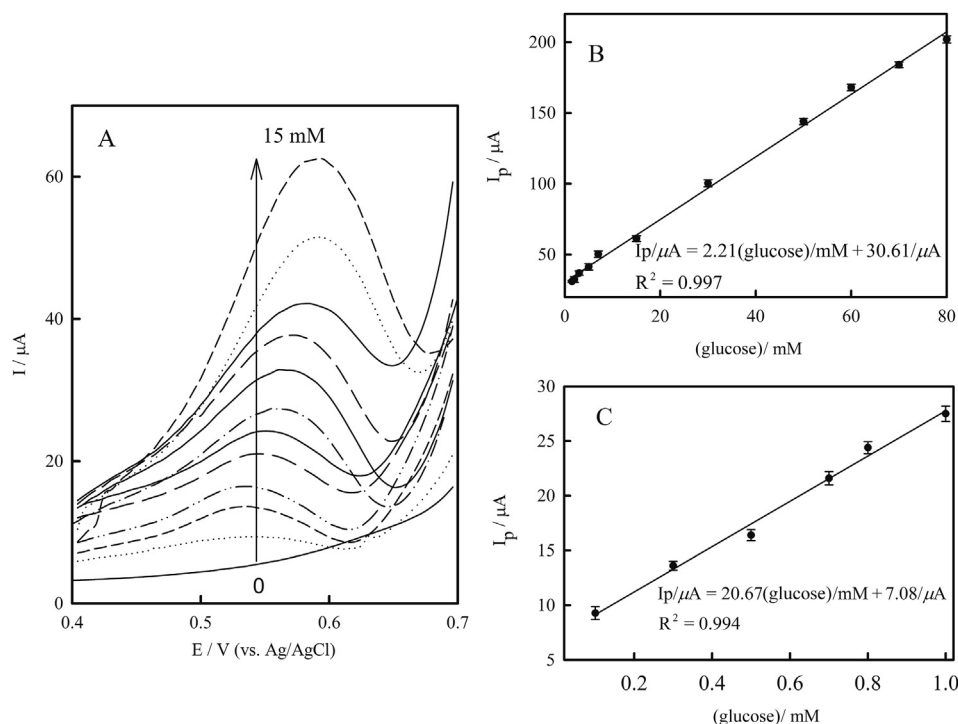 A
15 mM
60
40
20
0
0
0.4
0.5
0.6
0.7
I / μA
E / V (vs. Ag/AgCl)
B
200
150
100
50
1
20
40
60
80
I_p / μA
Ip/μA = 2.21(glucose)/mM + 30.61/μA
R² = 0.997
(glucose)/ mM
C
30
25
20
15
10
5
0.2
0.4
0.6
0.8
1.0
I_p / μA
Ip/μA = 20.67(glucose)/mM + 7.08/μA
R² = 0.994
(glucose)/ mM